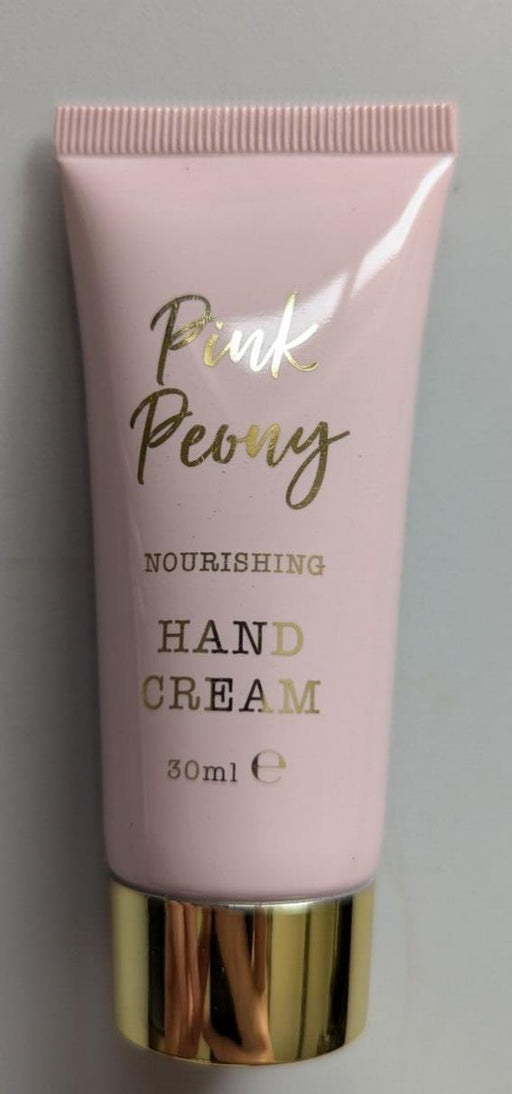 Pink
Peony
NOURISHING
HAND
CREAM
30ml ℮